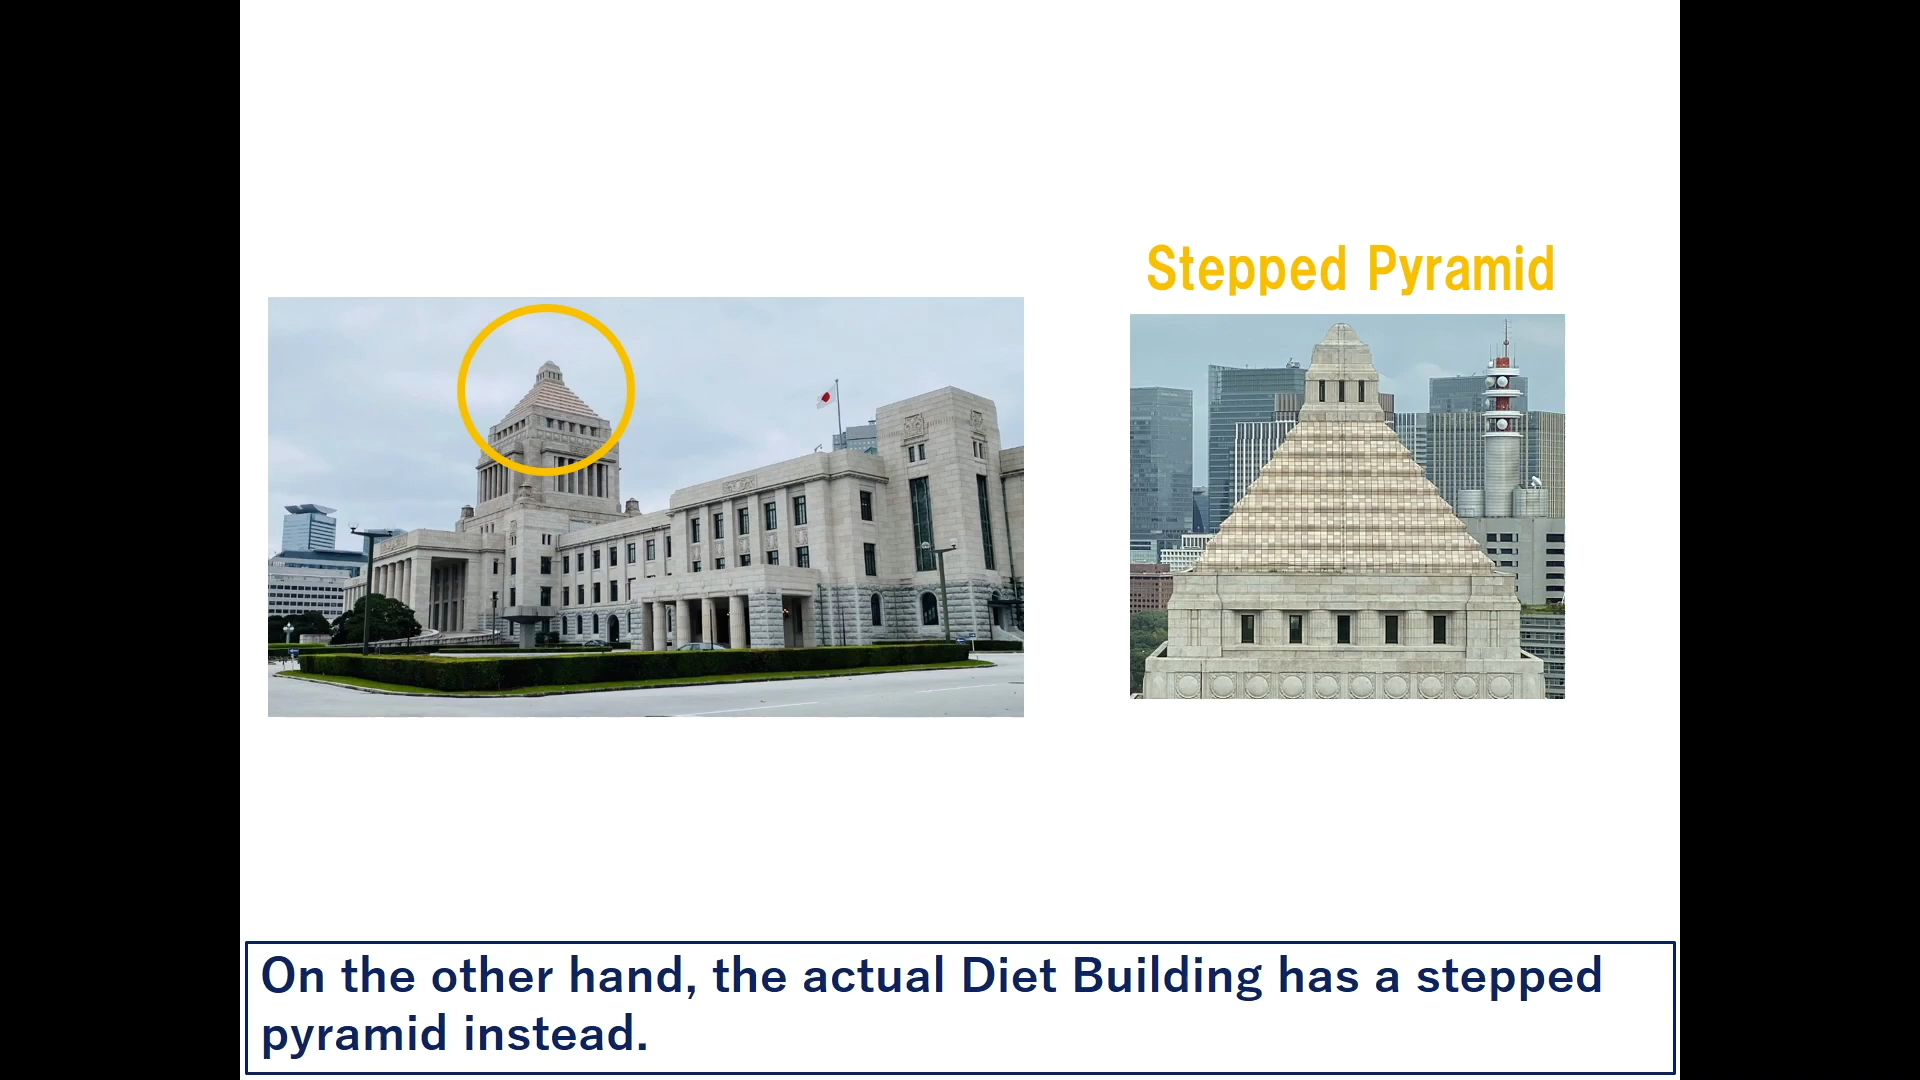 Stepped Pyramid
On the other hand, the actual Diet Building has a stepped
pyramid instead.